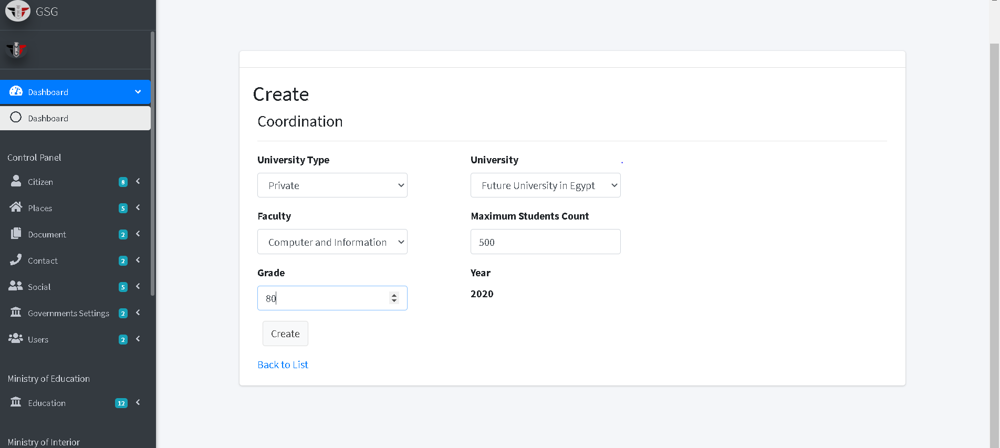 GSG
Dashboard
Dashboard
Control Panel
Citizen 8
Places 5
Document 2
Contact 2
Social 5
Governments Settings 2
Users 2
Ministry of Education
Education 12
Ministry of Interior
Create
Coordination
University Type University
Private Future University in Egypt
Faculty Maximum Students Count
Computer and Information 500
Grade Year
80 2020
Create
Back to List